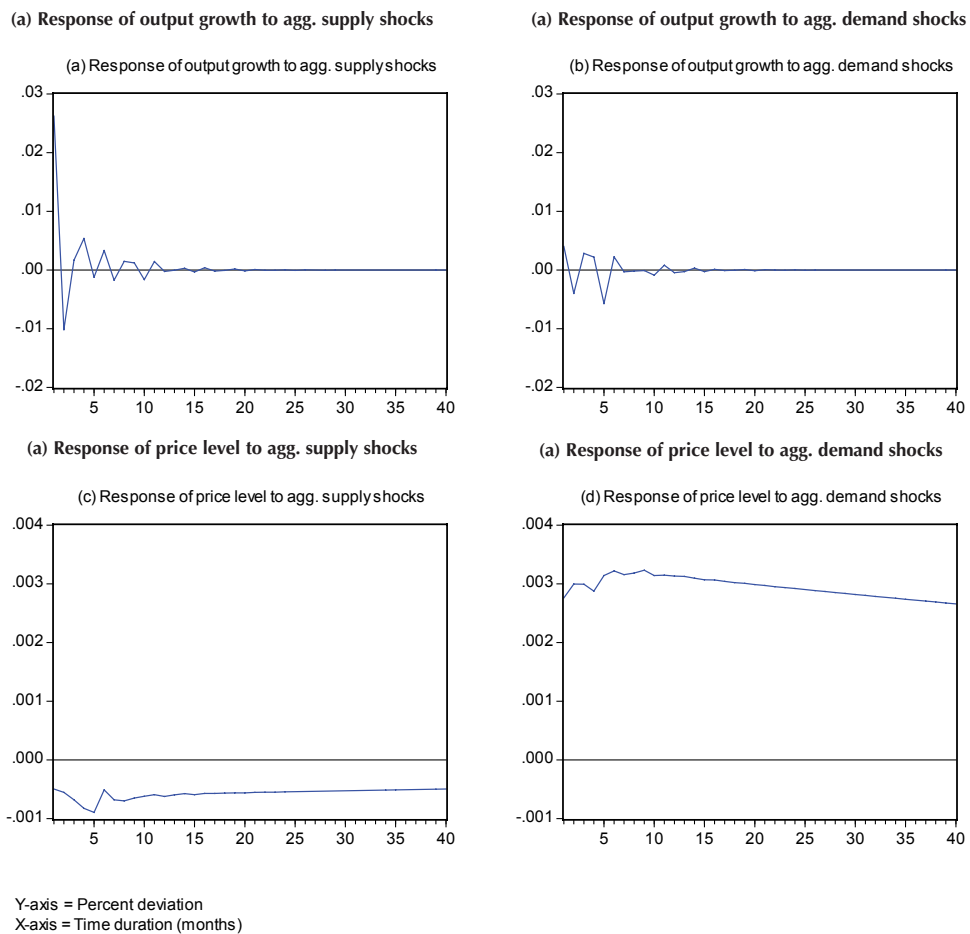 (a) Response of output growth to agg. supply shocks
(a) Response of output growth to agg. supply shocks
.03
.02
.01
.00
-.01
-.02
5 10 15 20 25 30 35 40
(a) Response of output growth to agg. demand shocks
(b) Response of output growth to agg. demand shocks
.03
.02
.01
.00
-.01
-.02
5 10 15 20 25 30 35 40
(a) Response of price level to agg. supply shocks
(c) Response of price level to agg. supply shocks
.004
.003
.002
.001
.000
-.001
5 10 15 20 25 30 35 40
(a) Response of price level to agg. demand shocks
(d) Response of price level to agg. demand shocks
.004
.003
.002
.001
.000
-.001
5 10 15 20 25 30 35 40
Y-axis = Percent deviation
X-axis = Time duration (months)